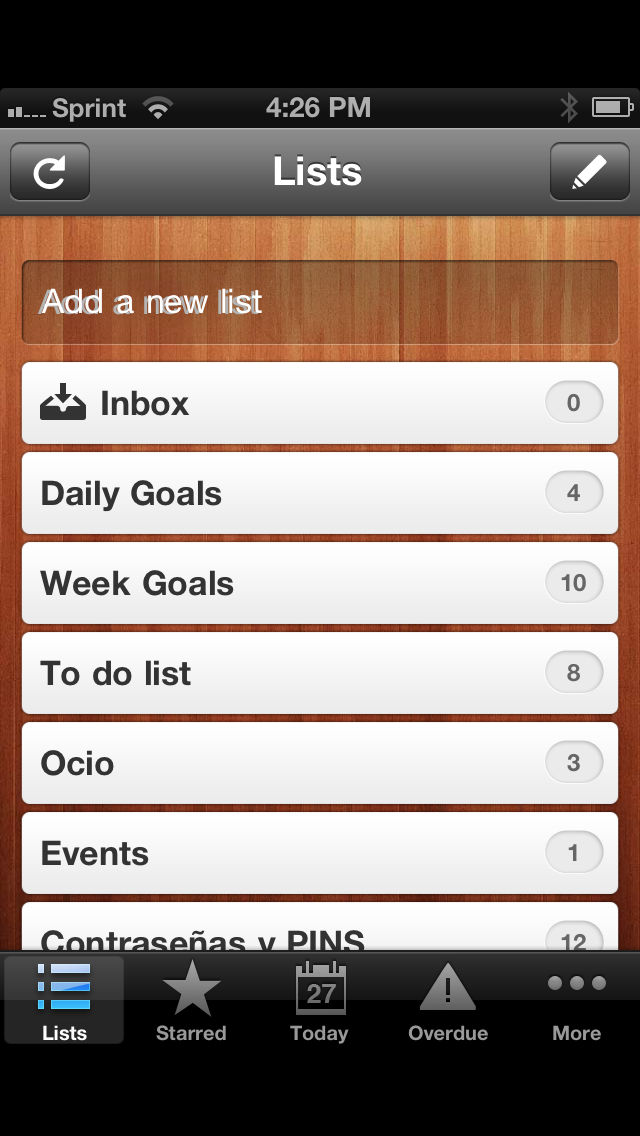 Sprint 4:26 PM
Lists
Add a new list
Inbox 0
Daily Goals 4
Week Goals 10
To do list 8
Ocio 3
Events 1
Contraseñas y PINS 12
27
Lists Starred Today Overdue More